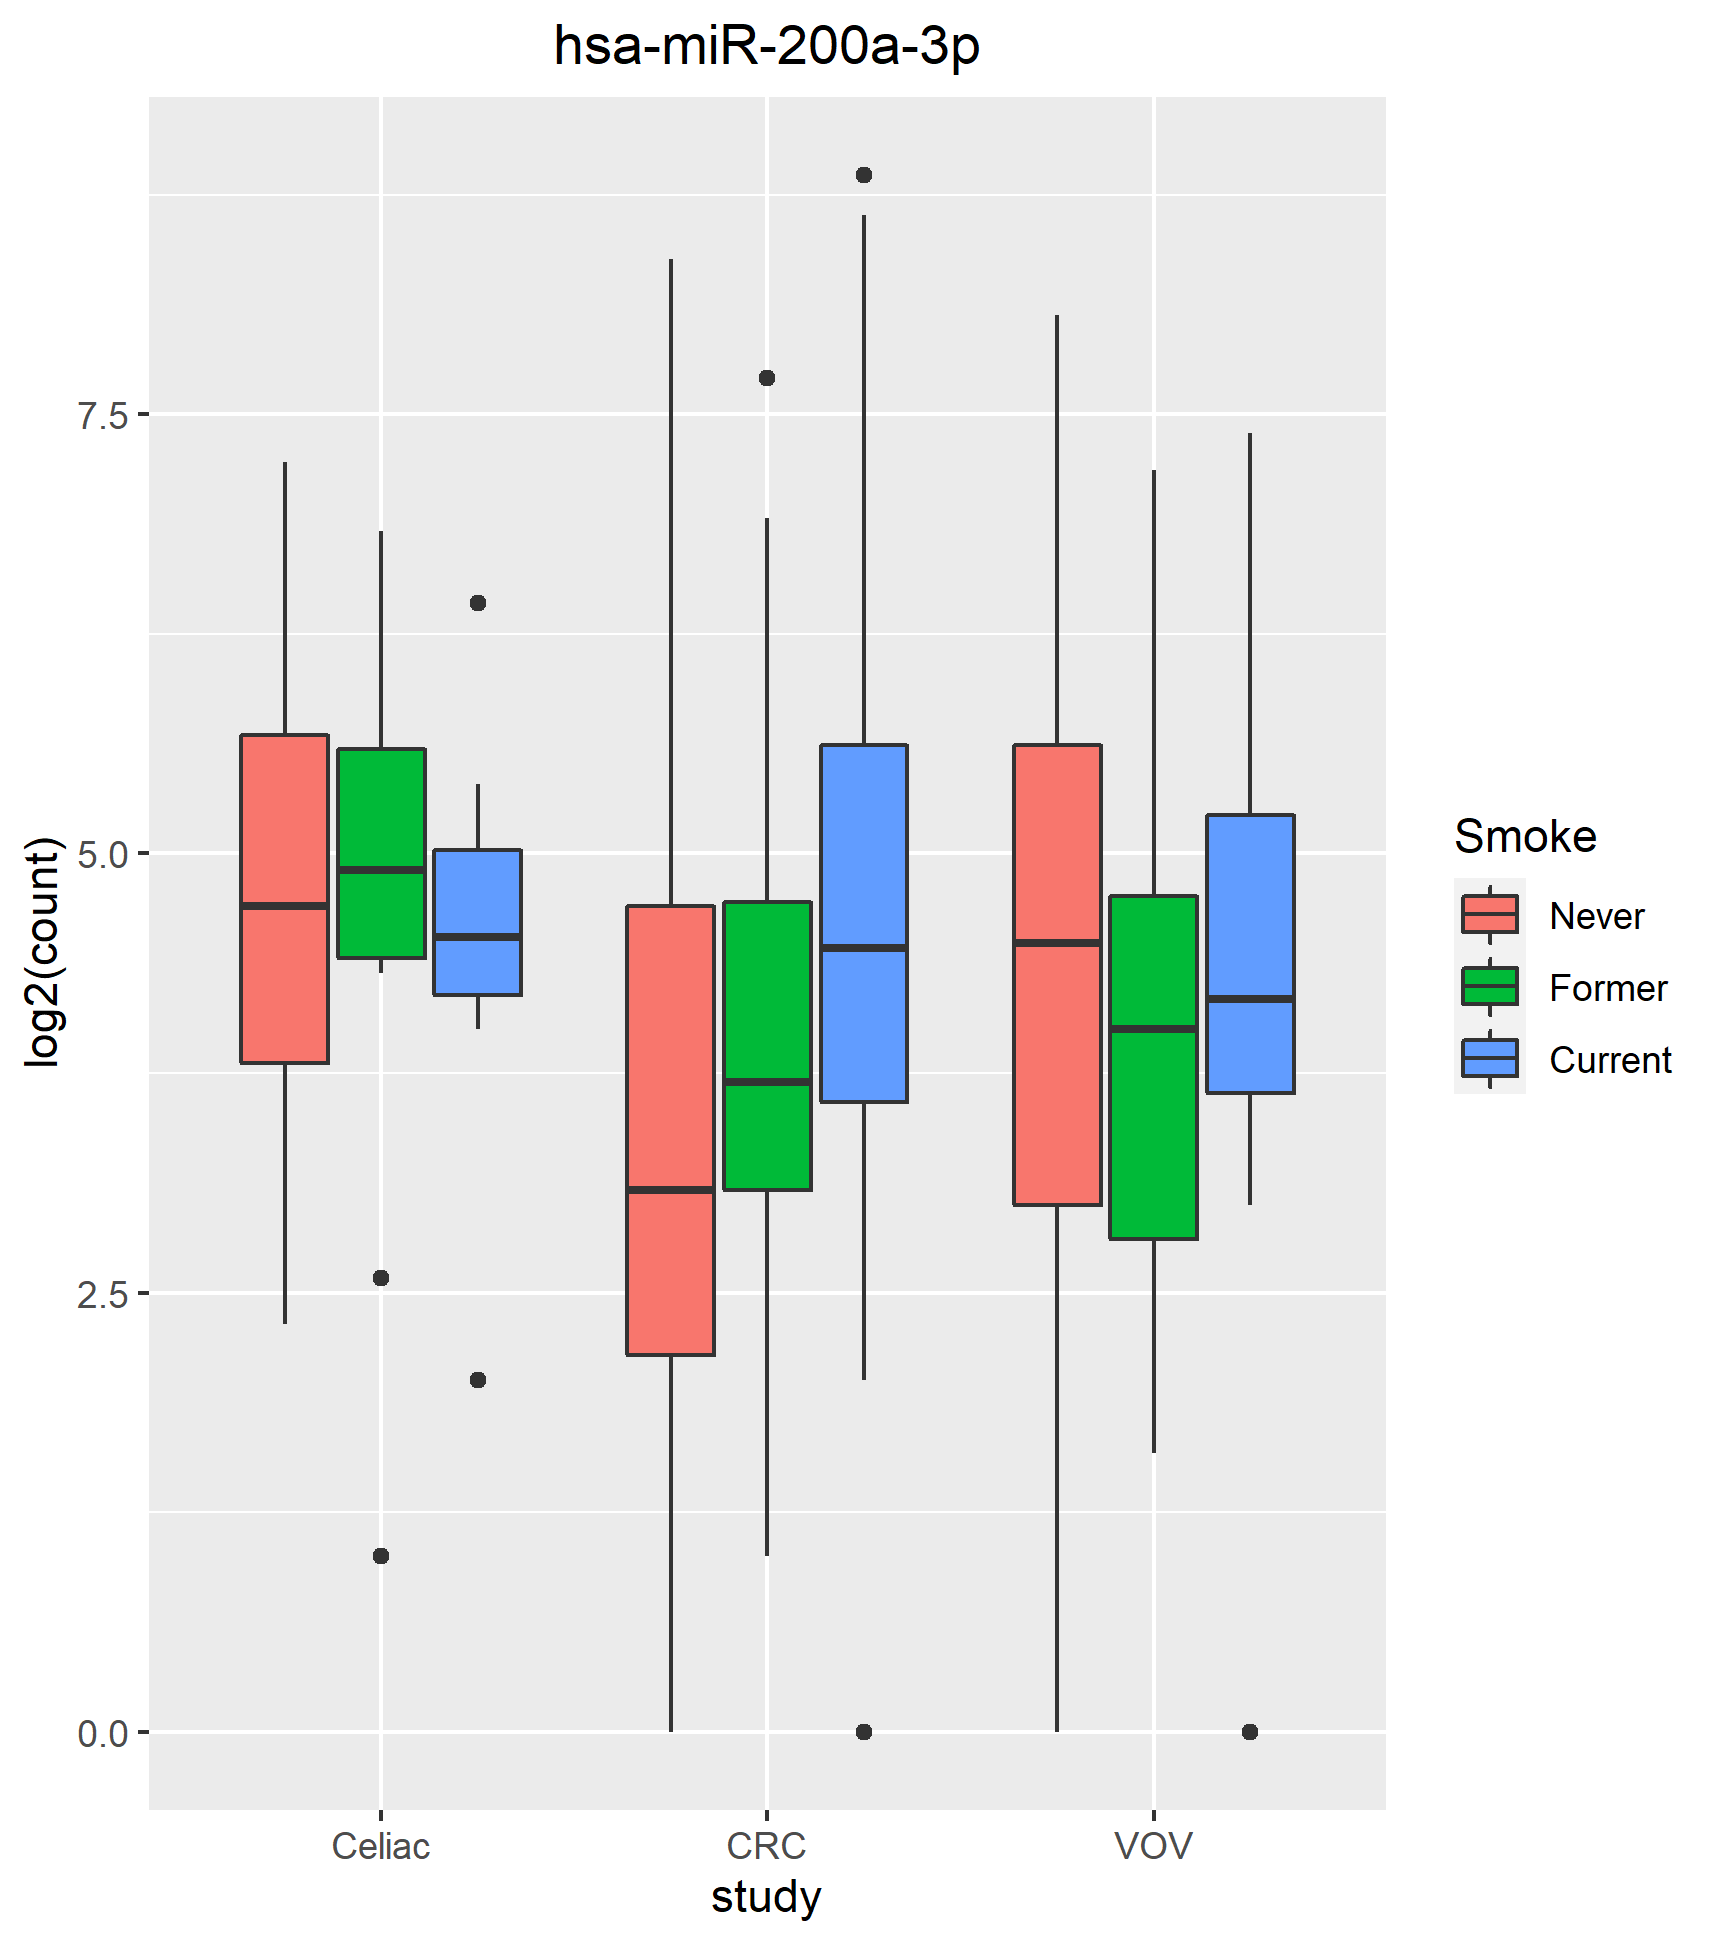 hsa-miR-200a-3p
log2(count)
7.5
5.0
2.5
0.0
Celiac
CRC
VOV
study
Smoke
Never
Former
Current